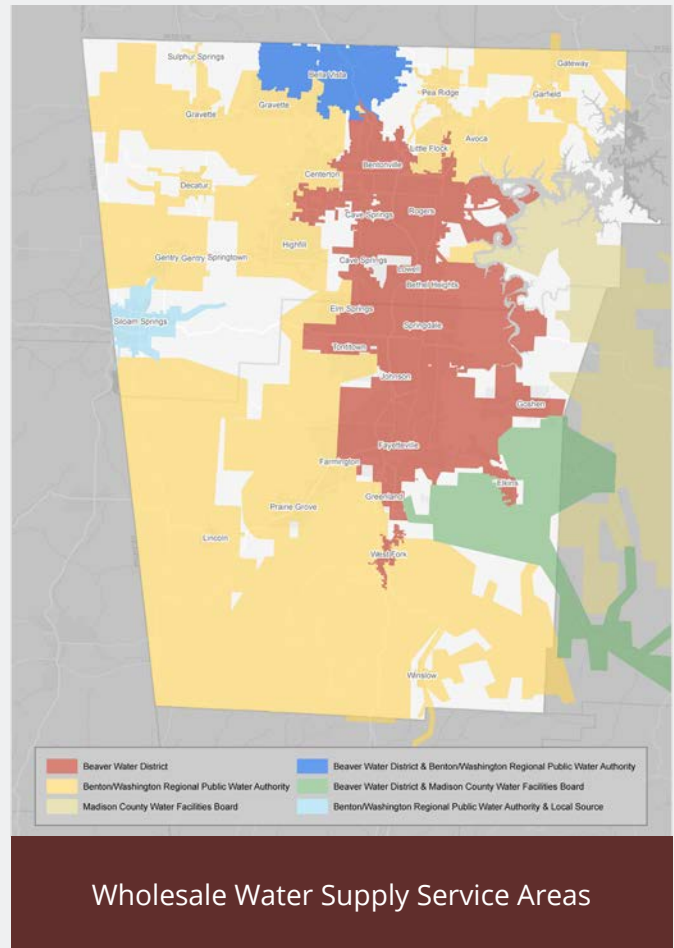 Sulphur Springs
Gateway
Bella Vista
Pea Ridge
Garfield
Gravette
Gravette
Avoca
Little Flock
Bentonville
Centerton
Decatur
Cave Springs
Rogers
Highfill
Gentry Gentry Springtown
Cave Springs
Lowell
Bethel Heights
Elm Springs
Siloam Springs
Springdale
Tontitown
Johnson
Goshen
Fayetteville
Farmington
Elkins
Greenland
Prairie Grove
Lincoln
West Fork
Winslow
Beaver Water District
Beaver Water District & Benton/Washington Regional Public Water Authority
Benton/Washington Regional Public Water Authority
Beaver Water District & Madison County Water Facilities Board
Madison County Water Facilities Board
Benton/Washington Regional Public Water Authority & Local Source
Wholesale Water Supply Service Areas